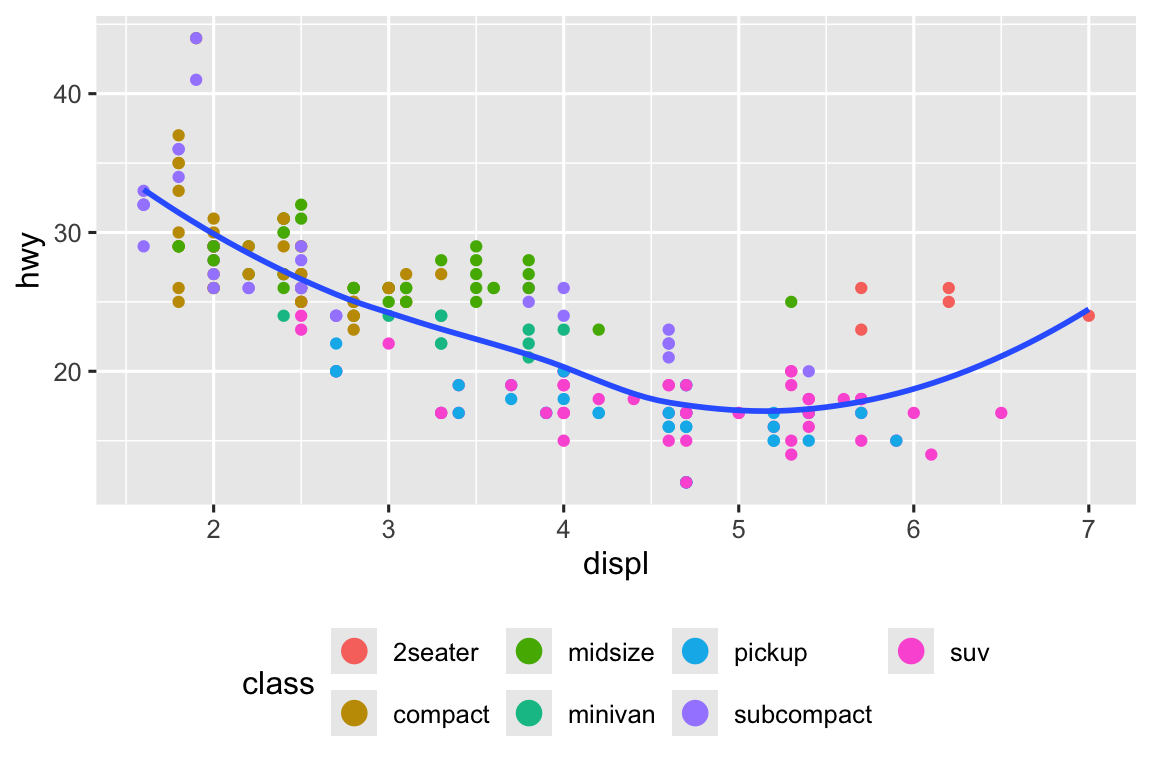 hwy
40
30
20
2 3 4 5 6 7
displ
class
2seater midsize pickup suv
compact minivan subcompact